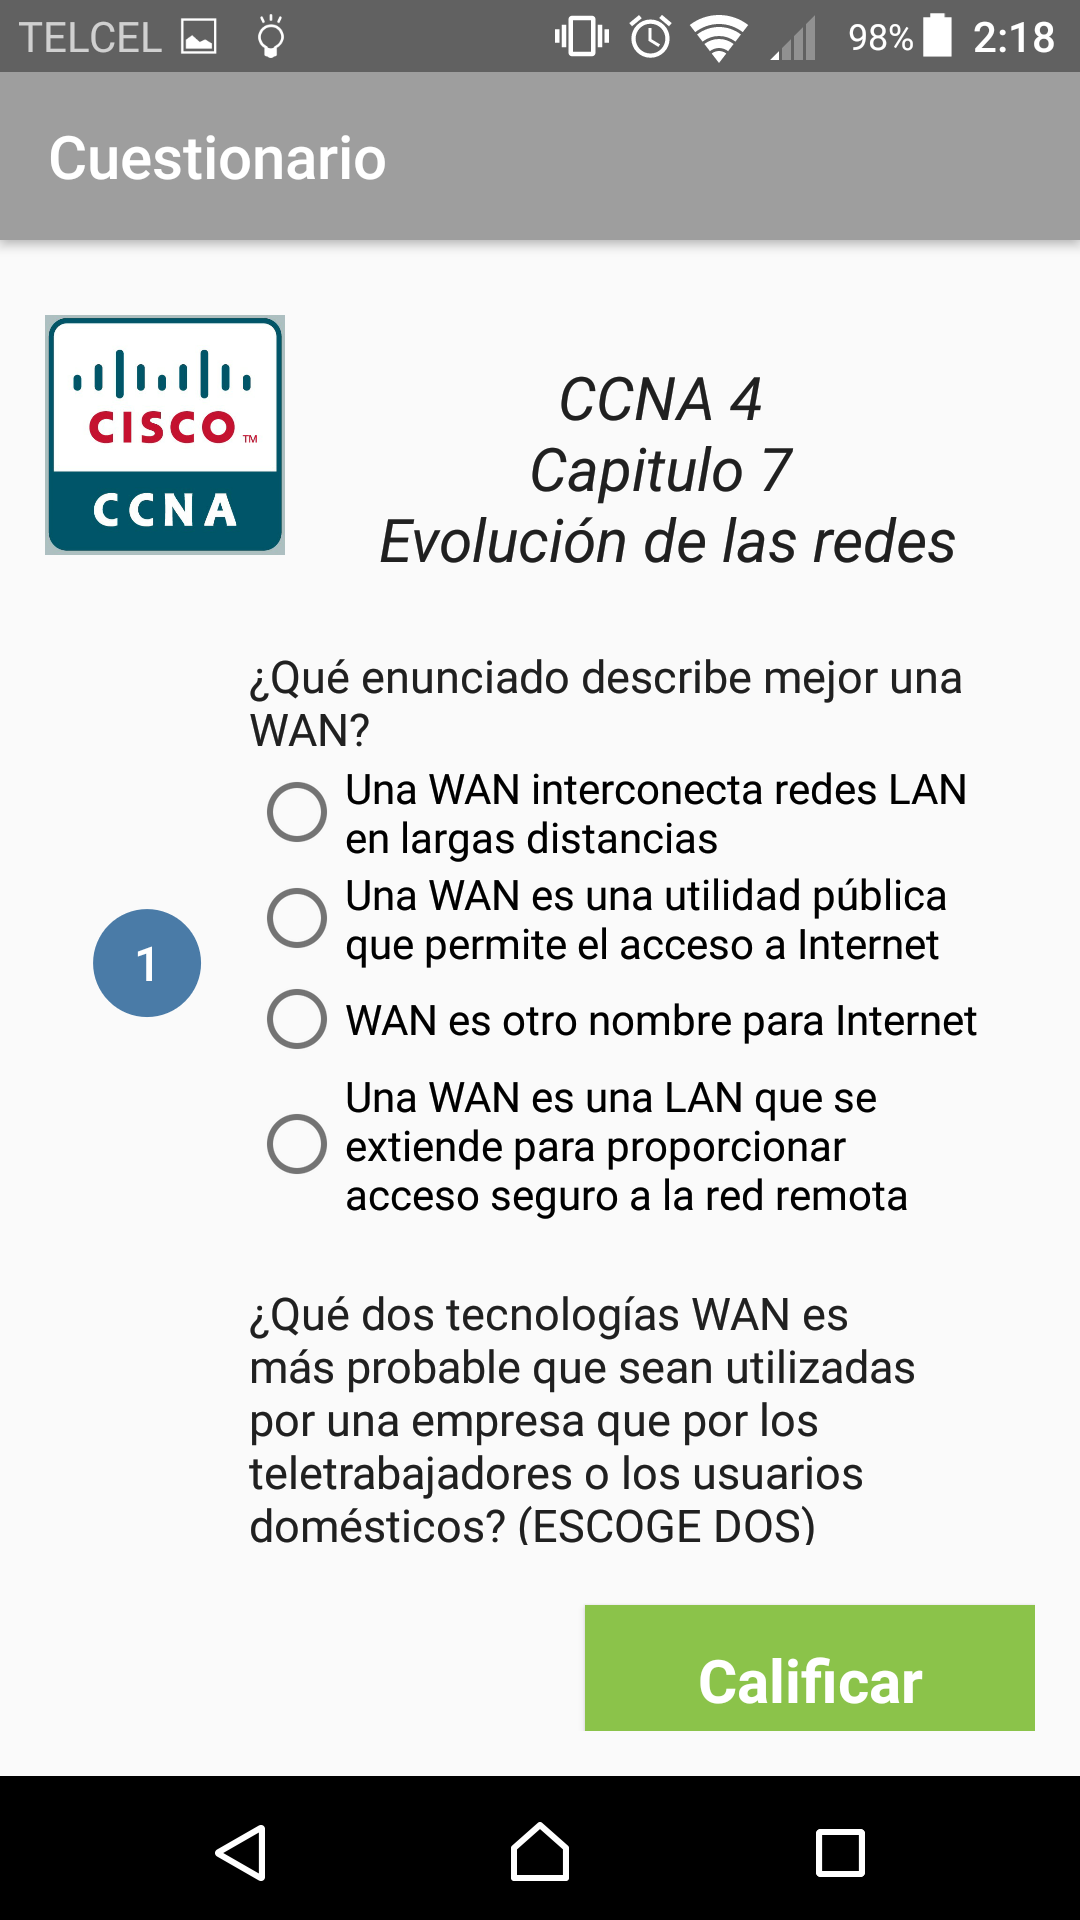 TELCEL 98% 2:18
Cuestionario
CISCO TM
CCNA
CCNA 4
Capitulo 7
Evolución de las redes
¿Qué enunciado describe mejor una
WAN?
Una WAN interconecta redes LAN
en largas distancias
Una WAN es una utilidad pública
que permite el acceso a Internet
1
WAN es otro nombre para Internet
Una WAN es una LAN que se
extiende para proporcionar
acceso seguro a la red remota
¿Qué dos tecnologías WAN es
más probable que sean utilizadas
por una empresa que por los
teletrabajadores o los usuarios
domésticos? (ESCOGE DOS)
Calificar